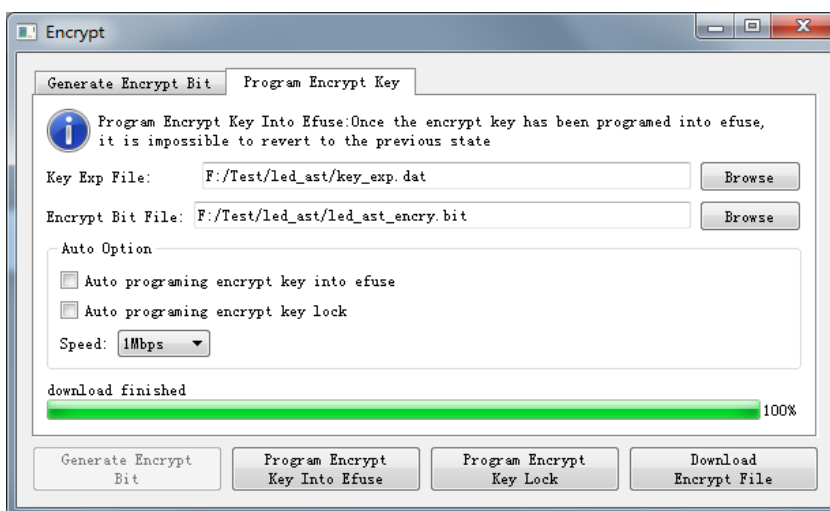 Encrypt
Generate Encrypt Bit
Program Encrypt Key
Program Encrypt Key Into Efuse:Once the encrypt key has been programed into efuse,
it is impossible to revert to the previous state
Key Exp File:
F:/Test/led_ast/key_exp.dat
Browse
Encrypt Bit File:
F:/Test/led_ast/led_ast_encry.bit
Browse
Auto Option
Auto programing encrypt key into efuse
Auto programing encrypt key lock
Speed:
1Mbps
download finished
100%
Generate Encrypt
Bit
Program Encrypt
Key Into Efuse
Program Encrypt
Key Lock
Download
Encrypt File